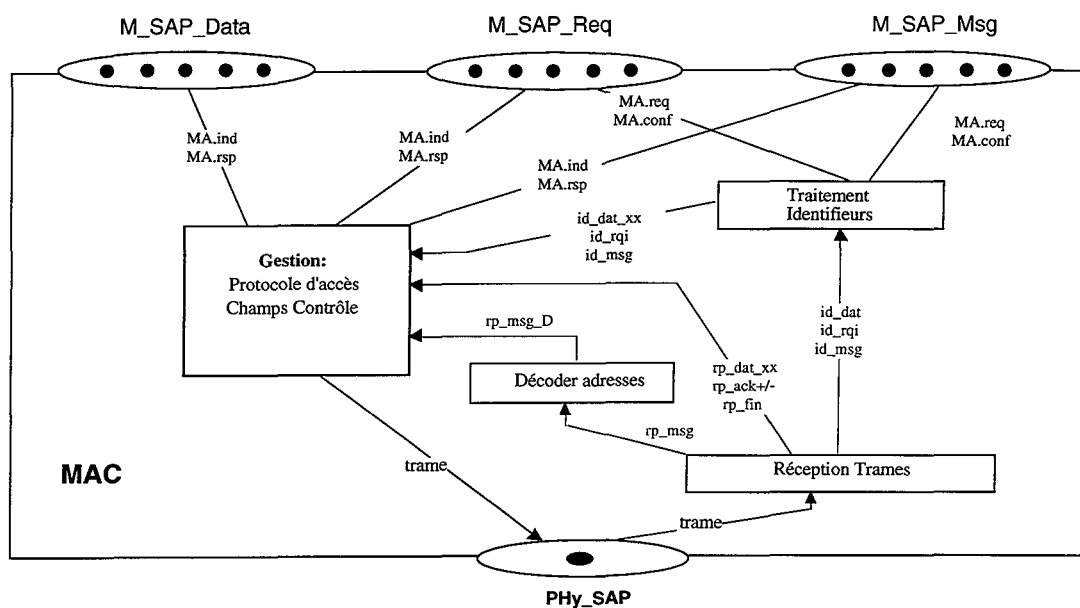 M_SAP_Data
M_SAP_Req
M_SAP_Msg
MA.req
MA.conf
MA.req
MA.conf
MA.ind
MA.rsp
MA.ind
MA.rsp
MA.ind
MA.rsp
Traitement
Identifieurs
id_dat_xx
id_rqi
id_msg
Gestion:
Protocole d'accès
Champs Contrôle
id_dat
id_rqi
id_msg
rp_msg_D
Décoder adresses
rp_dat_xx
rp_ack+/-
rp_fin
rp_msg
Réception Trames
MAC
trame
trame
PHy_SAP